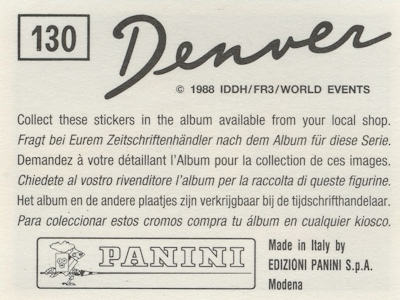 130
Denver
© 1988 IDDH/FR3/WORLD EVENTS
Collect these stickers in the album available from your local shop.
Fragt bei Eurem Zeitschriftenhändler nach dem Album für diese Serie.
Demandez à votre détaillant l'Album pour la collection de ces images.
Chiedete al vostro rivenditore l'album per la raccolta di queste figurine.
Het album en de andere plaatjes zijn verkrijgbaar bij de tijdschrifthandelaar.
Para coleccionar estos cromos compra tu álbum en cualquier kiosco.
PANINI
Made in Italy by
EDIZIONI PANINI S.p.A.
Modena